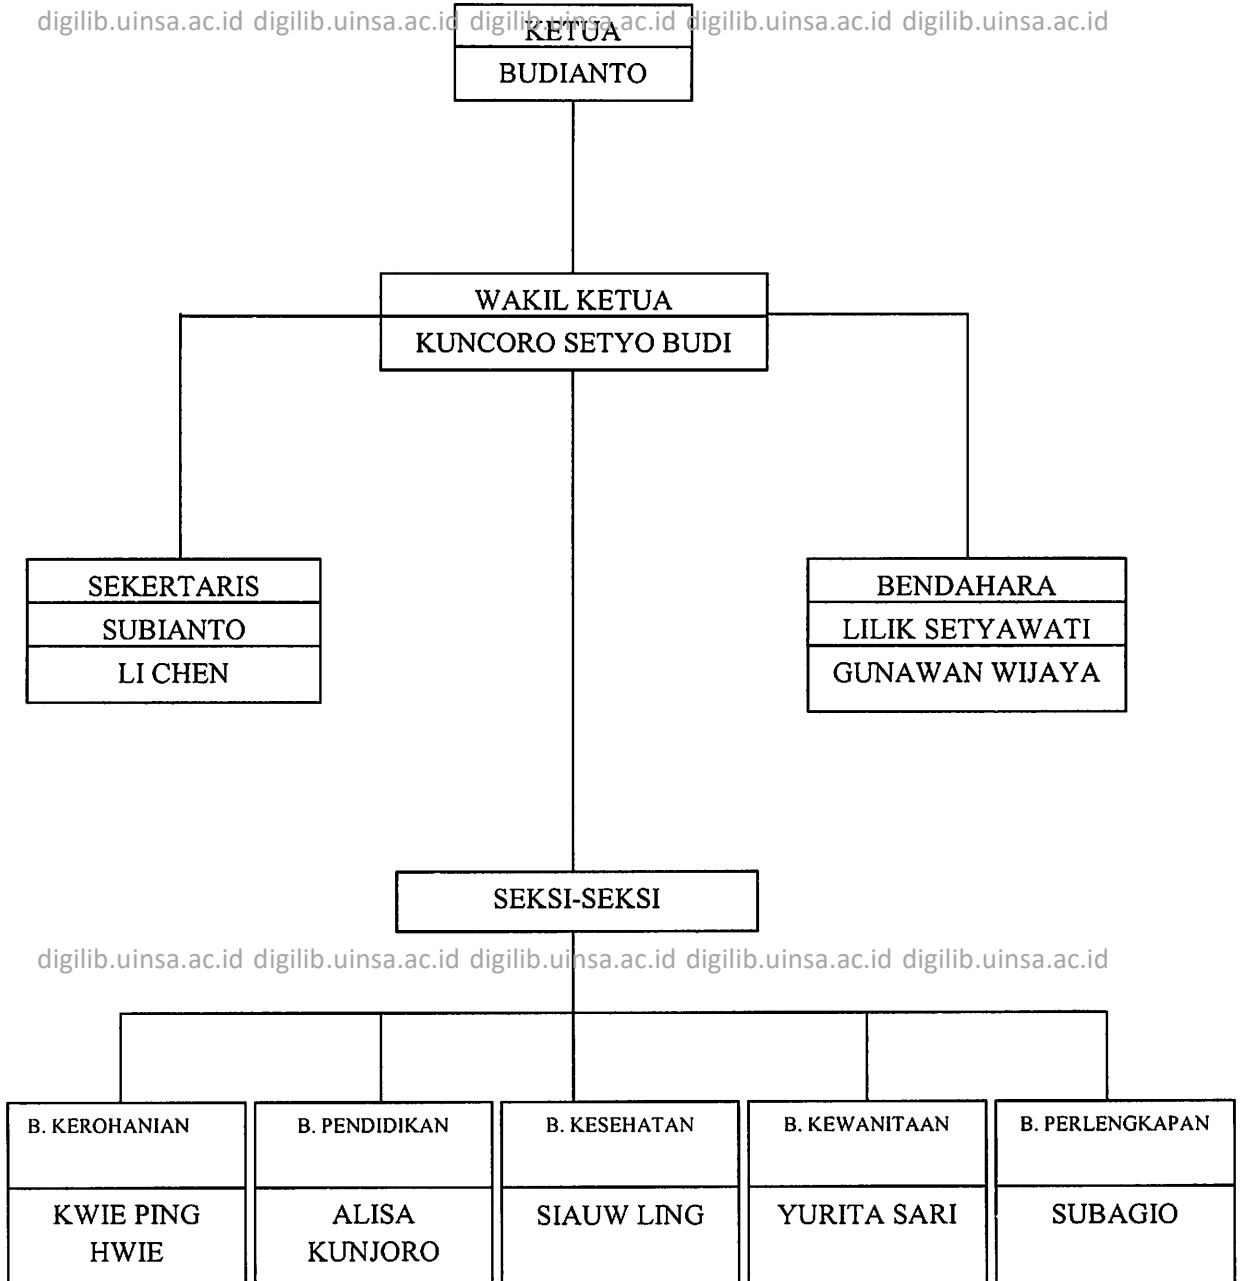 digilib.uinsa.ac.id digilib.uinsa.ac.id digilib.uinsa.ac.id digilib.uinsa.ac.id digilib.uinsa.ac.id
KETUA
BUDIANTO
WAKIL KETUA
KUNCORO SETYO BUDI
SEKERTARIS
SUBIANTO
LI CHEN
BENDAHARA
LILIK SETYAWATI
GUNAWAN WIJAYA
SEKSI-SEKSI
digilib.uinsa.ac.id digilib.uinsa.ac.id digilib.uinsa.ac.id digilib.uinsa.ac.id digilib.uinsa.ac.id
B. KEROHANIAN
KWIE PING
HWIE
B. PENDIDIKAN
ALISA
KUNJORO
B. KESEHATAN
SIAUW LING
B. KEWANITAAN
YURITA SARI
B. PERLENGKAPAN
SUBAGIO